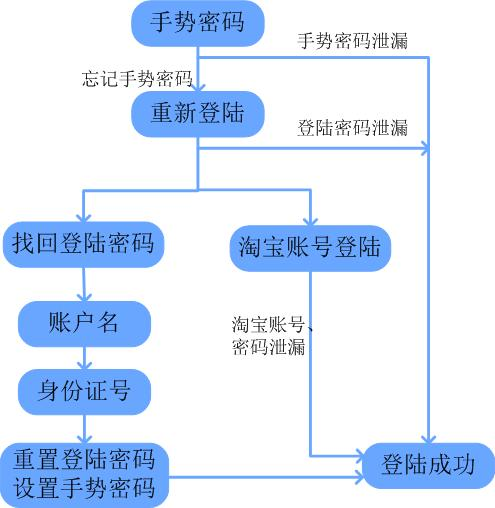 手势密码
手势密码泄漏
忘记手势密码
重新登陆
登陆密码泄漏
找回登陆密码
淘宝账号登陆
账户名
淘宝账号、
密码泄漏
身份证号
重置登陆密码
设置手势密码
登陆成功